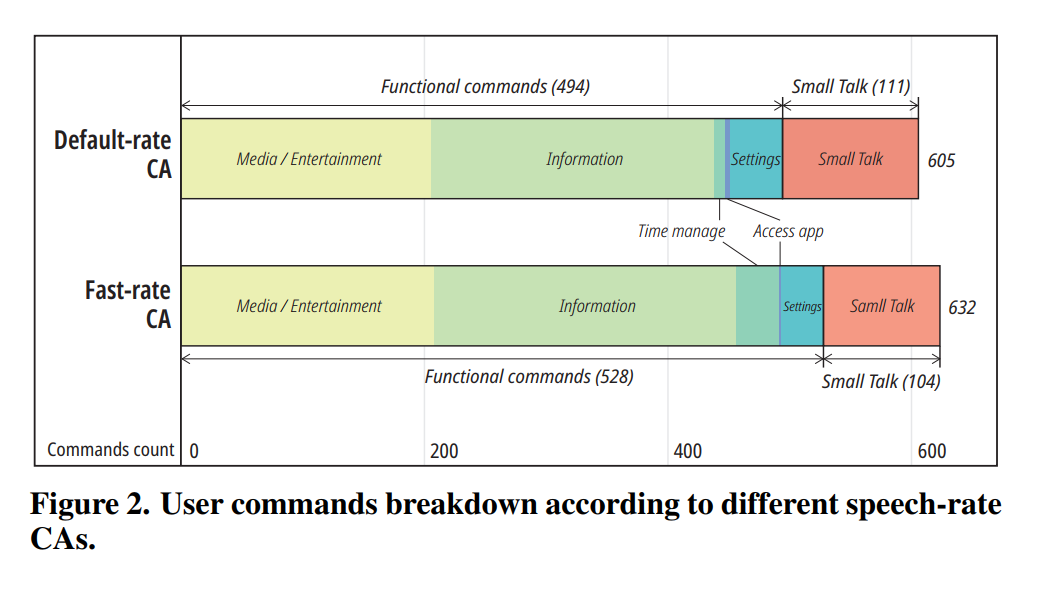 Functional commands (494)
Small Talk (111)
Default-rate
CA
Media / Entertainment
Information
Settings
Small Talk
605
Time manage
Access app
Fast-rate
CA
Media / Entertainment
Information
Settings
Samll Talk
632
Functional commands (528)
Small Talk (104)
Commands count
0
200
400
600
Figure 2. User commands breakdown according to different speech-rate
CAs.